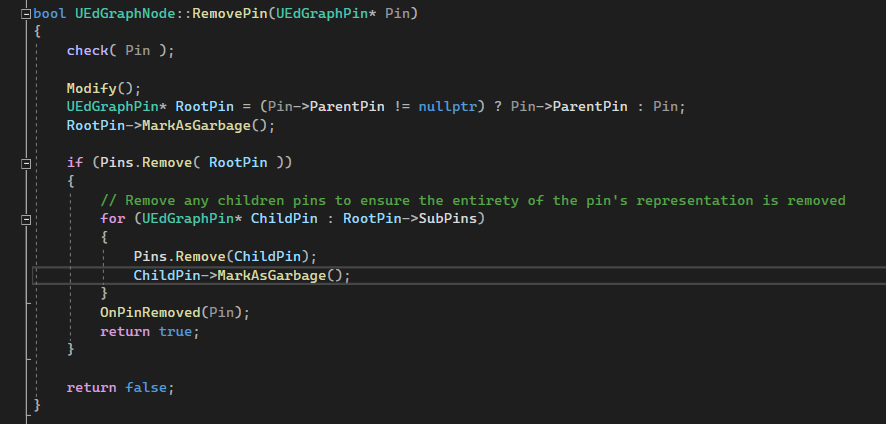 bool UEdGraphNode::RemovePin(UEdGraphPin* Pin)
{
    check( Pin );
    Modify();
    UEdGraphPin* RootPin = (Pin->ParentPin != nullptr) ? Pin->ParentPin : Pin;
    RootPin->MarkAsGarbage();
    if (Pins.Remove( RootPin ))
    {
        // Remove any children pins to ensure the entirety of the pin's representation is removed
        for (UEdGraphPin* ChildPin : RootPin->SubPins)
        {
            Pins.Remove(ChildPin);
            ChildPin->MarkAsGarbage();
        }
        OnPinRemoved(Pin);
        return true;
    }
    return false;
}